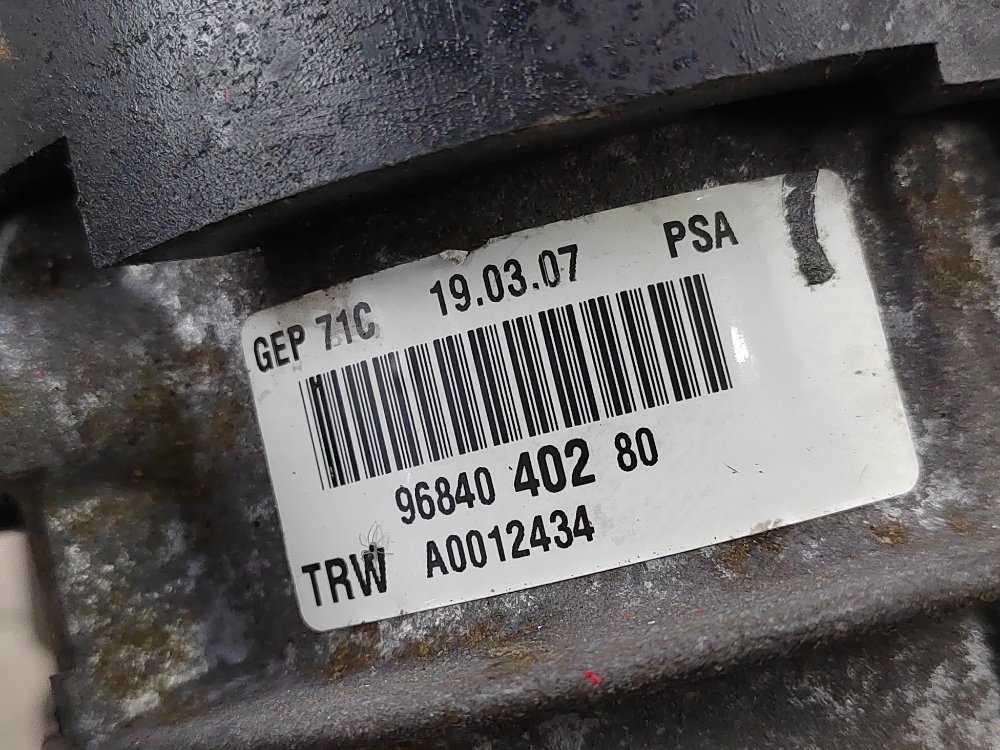 GEP 71C 19.03.07 PSA
96840 402 80
TRW A0012434